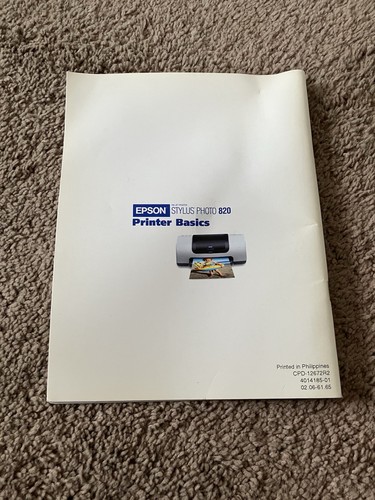 EPSON STYLUS PHOTO 820
Printer Basics
Printed in Philippines
CPD-12672R2
4014185-01
02.06-61.65